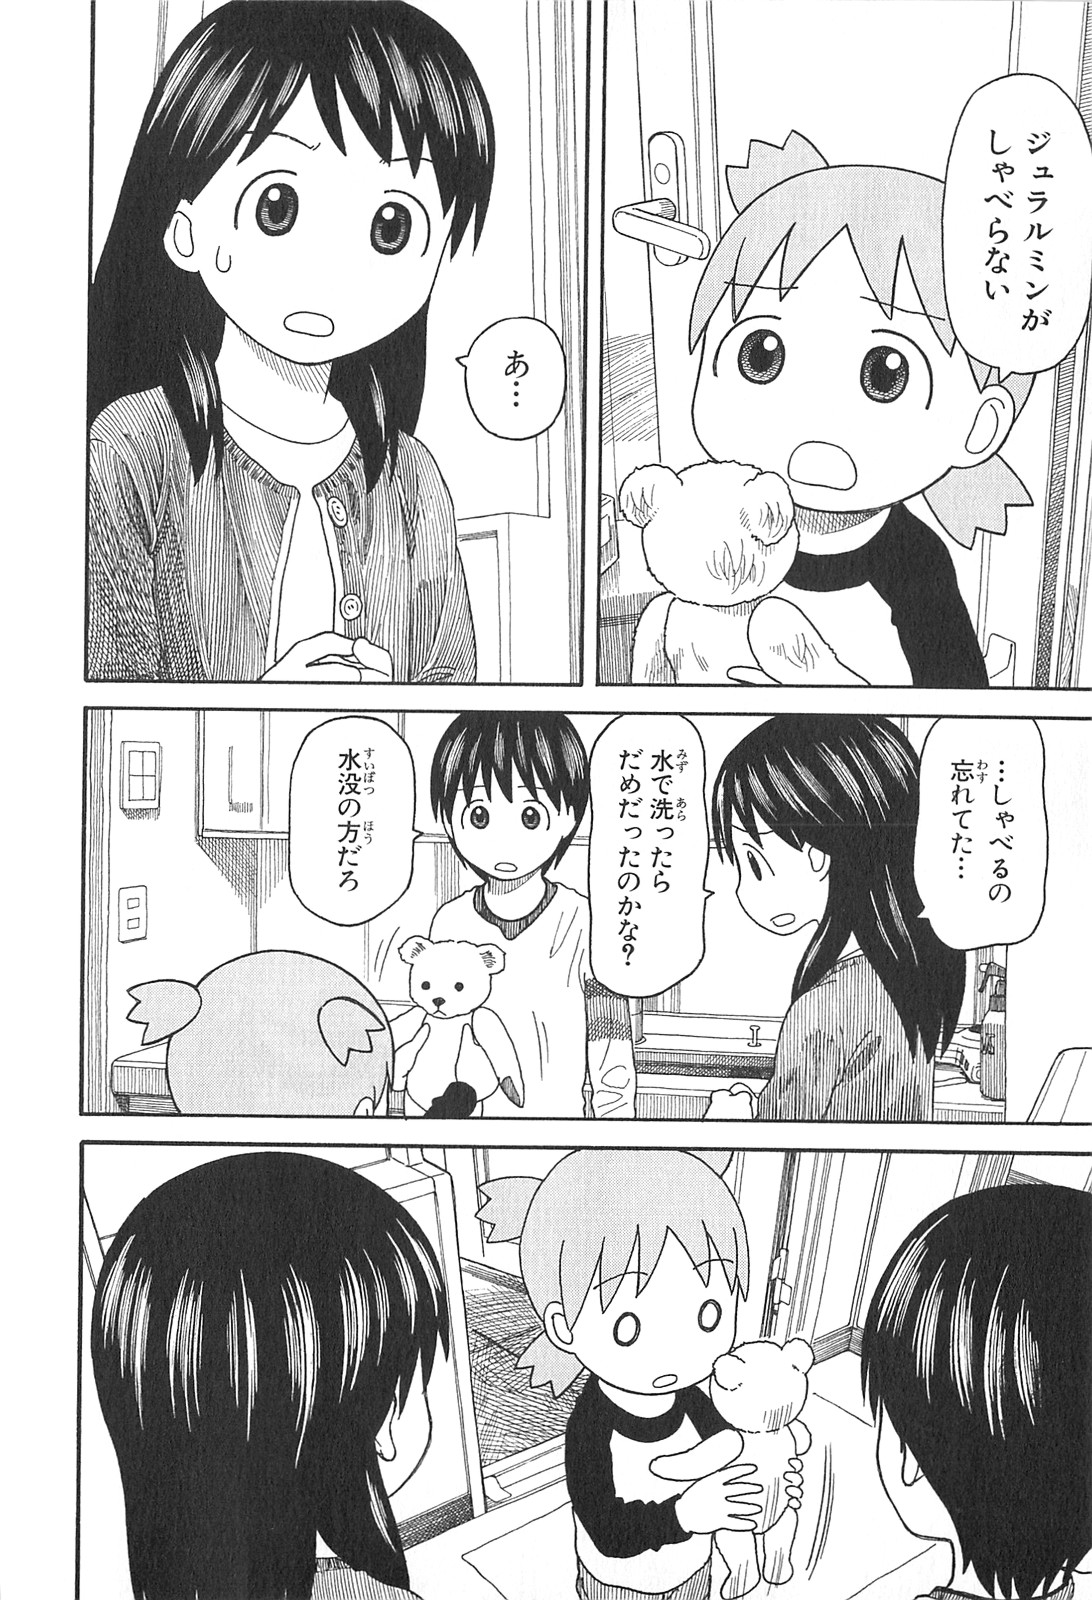 ジュラルミンが
しゃべらない
あ…
…しゃべるの
忘れてた…
水で洗ったら
だめだったのかな？
水没の方だろ